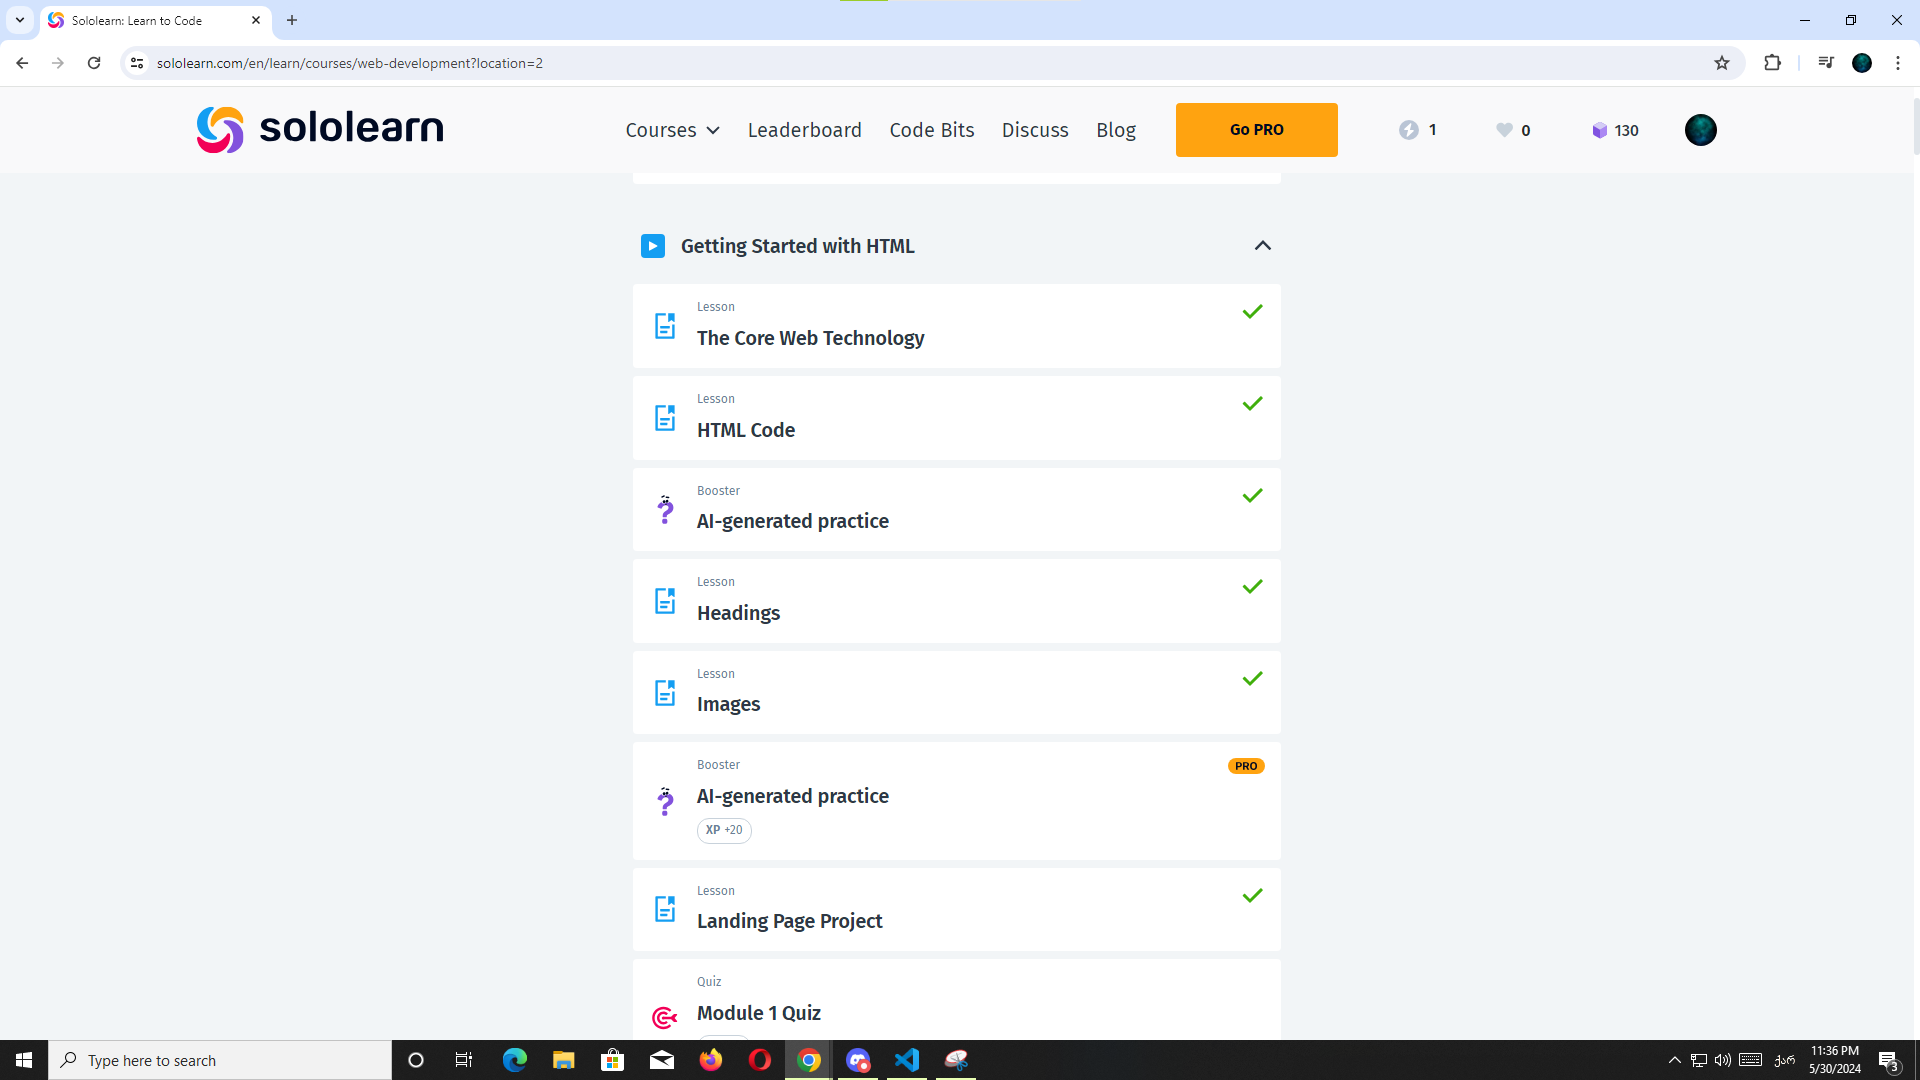 Sololearn: Learn to Code
sololearn.com/en/learn/courses/web-development?location=2
sololearn
Courses
Leaderboard
Code Bits
Discuss
Blog
Go PRO
1
0
130
Getting Started with HTML
Lesson
The Core Web Technology
Lesson
HTML Code
Booster
AI-generated practice
Lesson
Headings
Lesson
Images
Booster
PRO
AI-generated practice
XP +20
Lesson
Landing Page Project
Quiz
Module 1 Quiz
Type here to search
ქარ
11:36 PM
5/30/2024
3